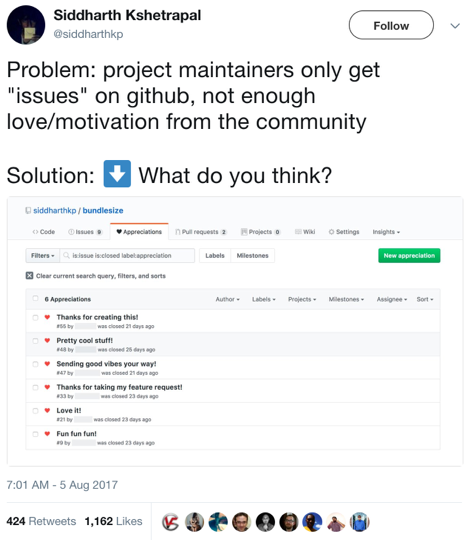 Siddharth Kshetrapal
@siddharthkp
Follow
Problem: project maintainers only get
"issues" on github, not enough
love/motivation from the community
Solution: ⬇️ What do you think?
siddharthkp / bundlesize
Code Issues 9 Appreciations Pull requests 2 Projects 0 Wiki Settings Insights
Filters is:issue is:closed label:appreciation Labels Milestones New appreciation
Clear current search query, filters, and sorts
6 Appreciations Author Labels Projects Milestones Assignee Sort
Thanks for creating this!
#55 by was closed 21 days ago
Pretty cool stuff!
#48 by was closed 25 days ago
Sending good vibes your way!
#47 by was closed 21 days ago
Thanks for taking my feature request!
#33 by was closed 23 days ago
Love it!
#21 by was closed 23 days ago
Fun fun fun!
#9 by was closed 23 days ago
7:01 AM - 5 Aug 2017
424 Retweets 1,162 Likes